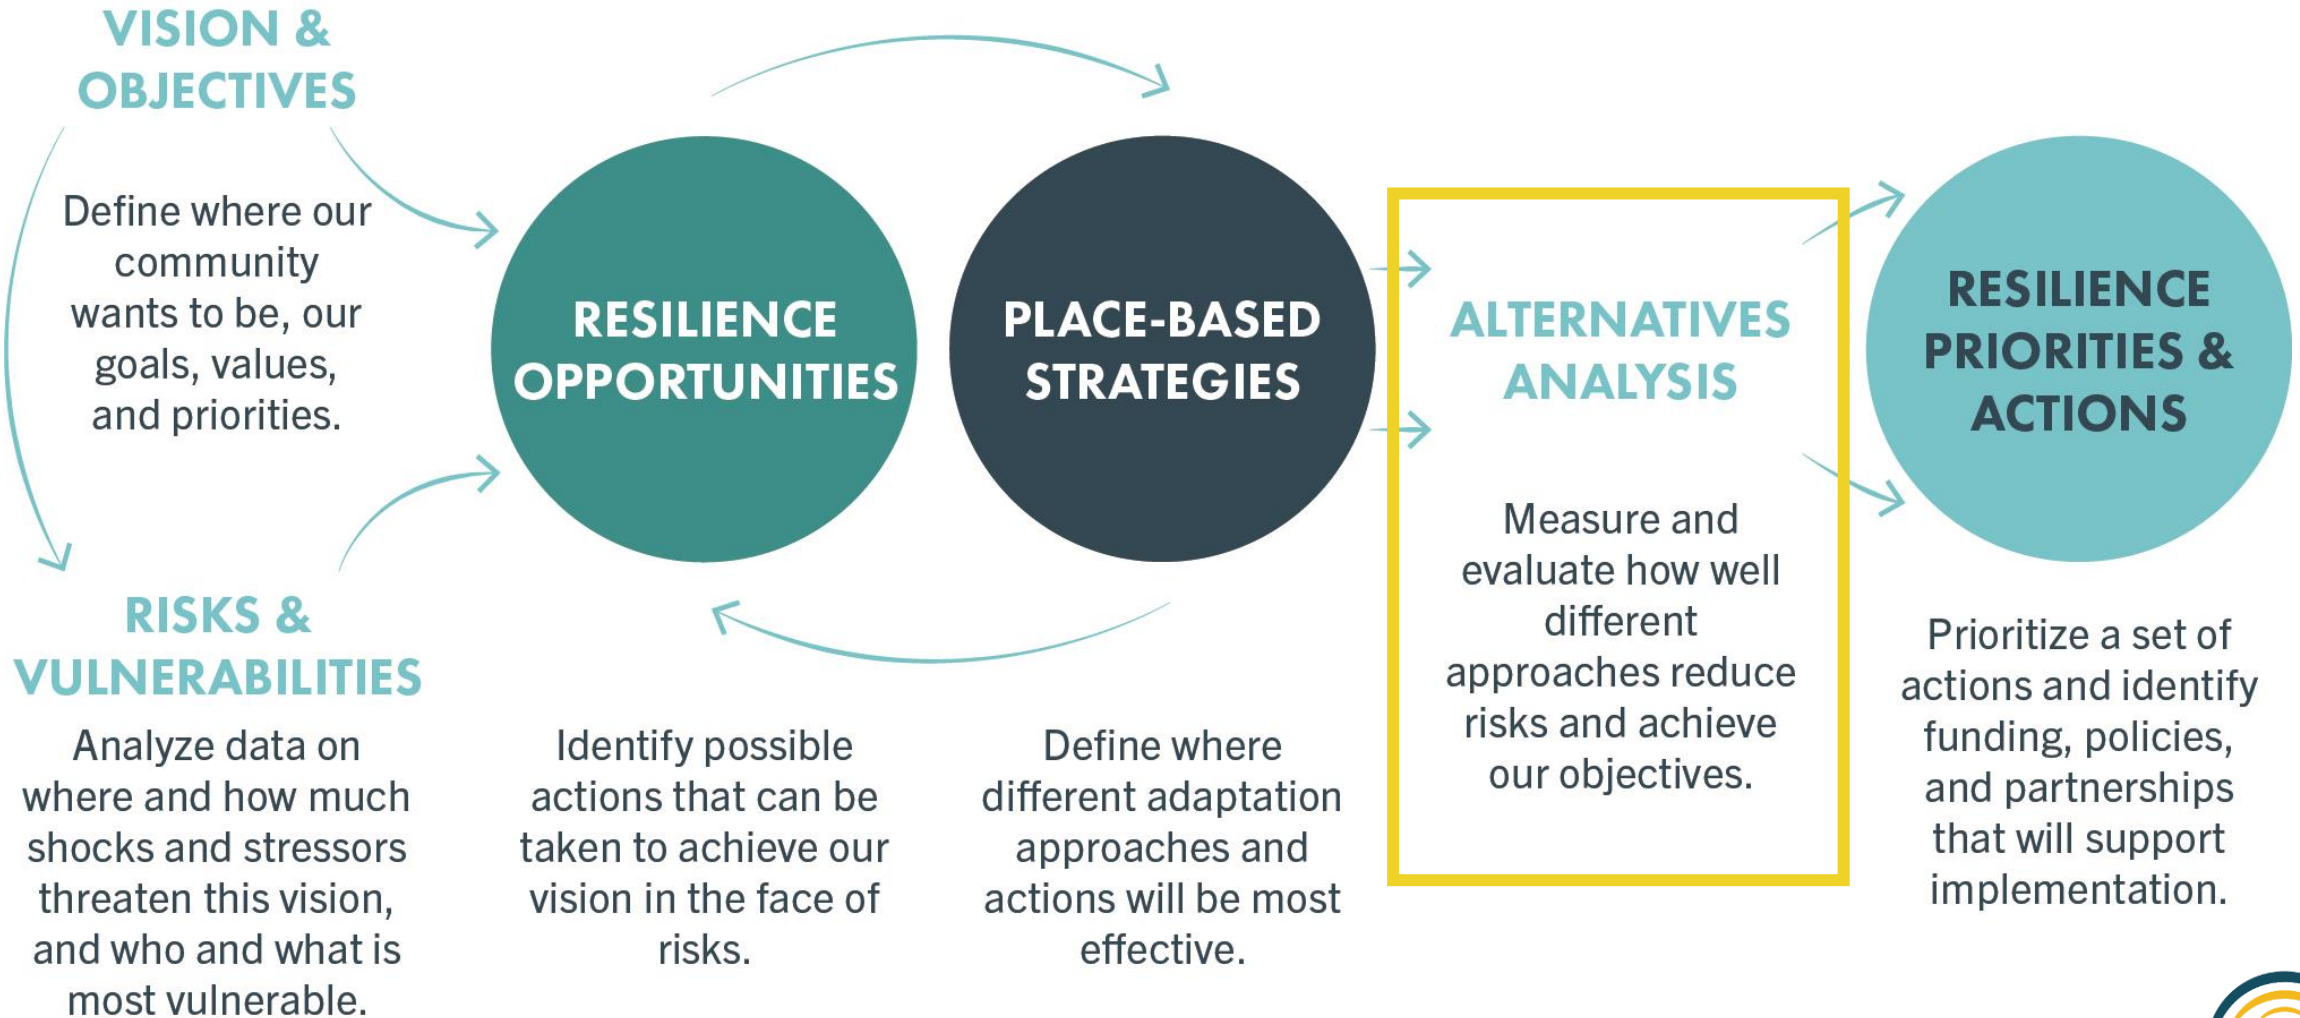 VISION &
OBJECTIVES
Define where our
community
wants to be, our
goals, values,
and priorities.
RISKS &
VULNERABILITIES
Analyze data on
where and how much
shocks and stressors
threaten this vision,
and who and what is
most vulnerable.
RESILIENCE
OPPORTUNITIES
Identify possible
actions that can be
taken to achieve our
vision in the face of
risks.
PLACE-BASED
STRATEGIES
Define where
different adaptation
approaches and
actions will be most
effective.
ALTERNATIVES
ANALYSIS
Measure and
evaluate how well
different
approaches reduce
risks and achieve
our objectives.
RESILIENCE
PRIORITIES &
ACTIONS
Prioritize a set of
actions and identify
funding, policies,
and partnerships
that will support
implementation.